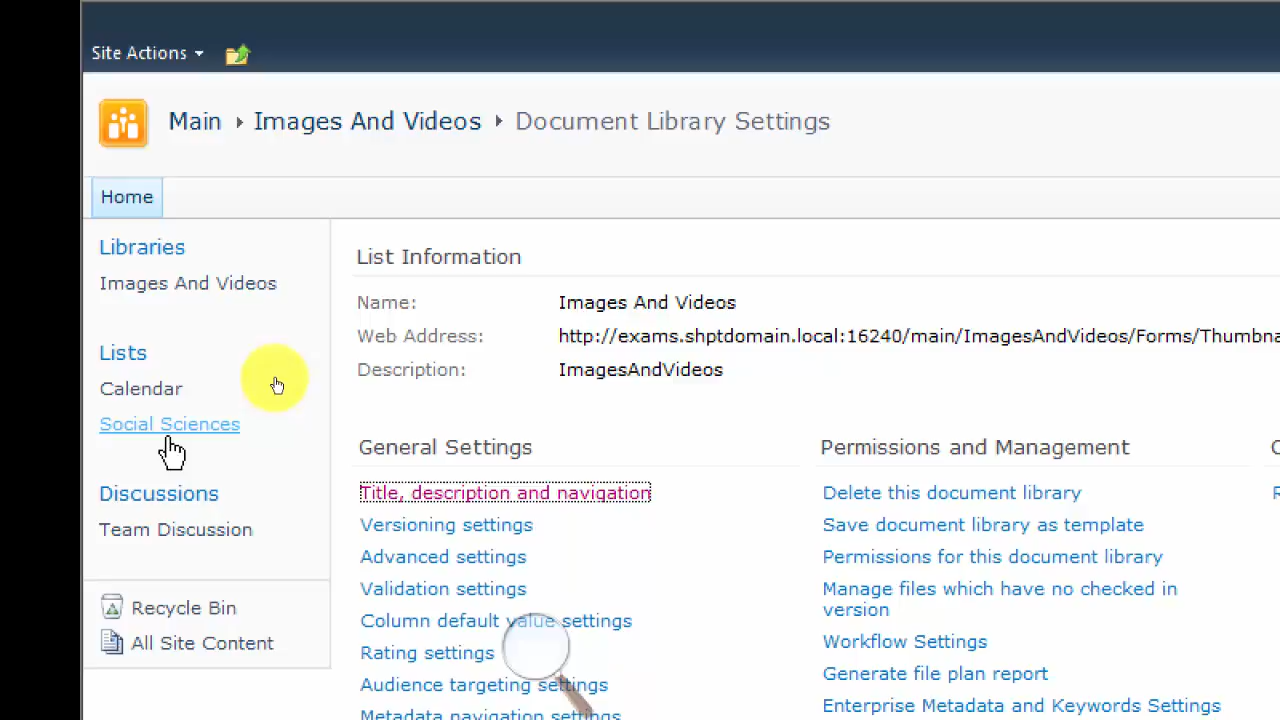 Site Actions
Main Images And Videos Document Library Settings
Home
Libraries
Images And Videos
Lists
Calendar
Social Sciences
Discussions
Team Discussion
Recycle Bin
All Site Content
List Information
Name: Images And Videos
Web Address: http://exams.shptdomain.local:16240/main/ImagesAndVideos/Forms/Thumbna
Description: ImagesAndVideos
General Settings
Title, description and navigation
Versioning settings
Advanced settings
Validation settings
Column default value settings
Rating settings
Audience targeting settings
Metadata navigation settings
Permissions and Management
Delete this document library
Save document library as template
Permissions for this document library
Manage files which have no checked in
version
Workflow Settings
Generate file plan report
Enterprise Metadata and Keywords Settings